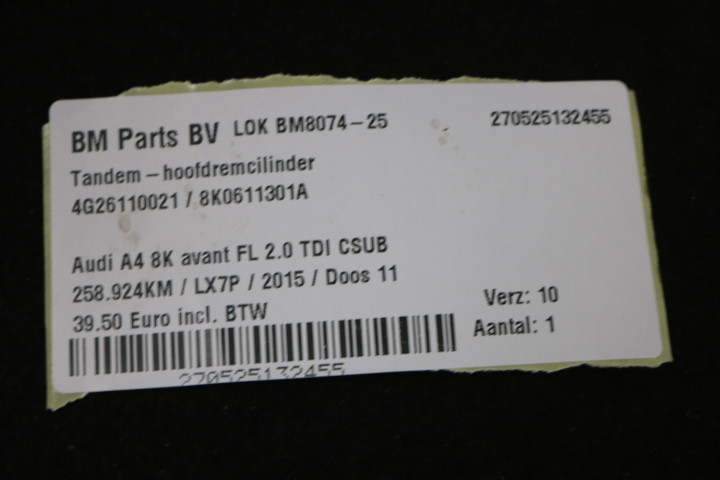 BM Parts BV LOK BM8074-25 270525132455
Tandem-hoofdremcilinder
4G26110021 / 8K0611301A
Audi A4 8K avant FL 2.0 TDI CSUB
258.924KM / LX7P / 2015 / Doos 11
39.50 Euro incl. BTW
Verz: 10
Aantal: 1
270525132455